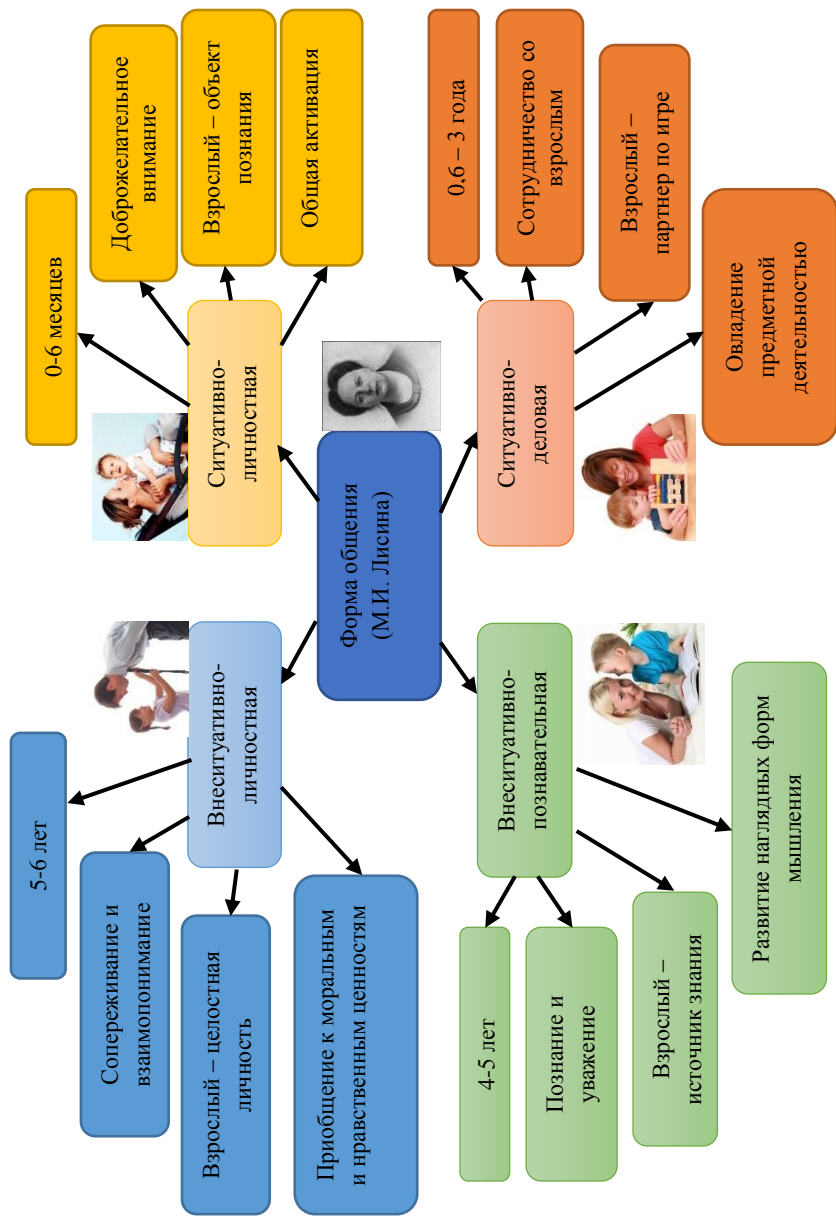 Форма общения
(М.И. Лисина)
Внеситуативно-
личностная
5-6 лет
Сопереживание и
взаимопонимание
Взрослый – целостная
личность
Приобщение к моральным
и нравственным ценностям
Ситуативно-
личностная
0-6 месяцев
Доброжелательное
внимание
Взрослый – объект
познания
Общая активация
Внеситуативно-
познавательная
4-5 лет
Познание и
уважение
Взрослый –
источник знания
Развитие наглядных форм
мышления
Ситуативно-
деловая
0,6 – 3 года
Сотрудничество со
взрослым
Взрослый –
партнер по игре
Овладение
предметной
деятельностью